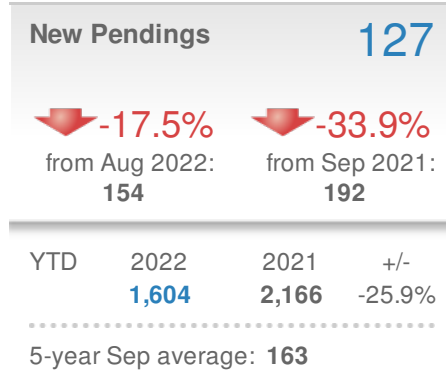 New Pendings 127
-17.5% -33.9%
from Aug 2022: from Sep 2021:
154 192
YTD 2022 2021 +/-
1,604 2,166 -25.9%
5-year Sep average: 163